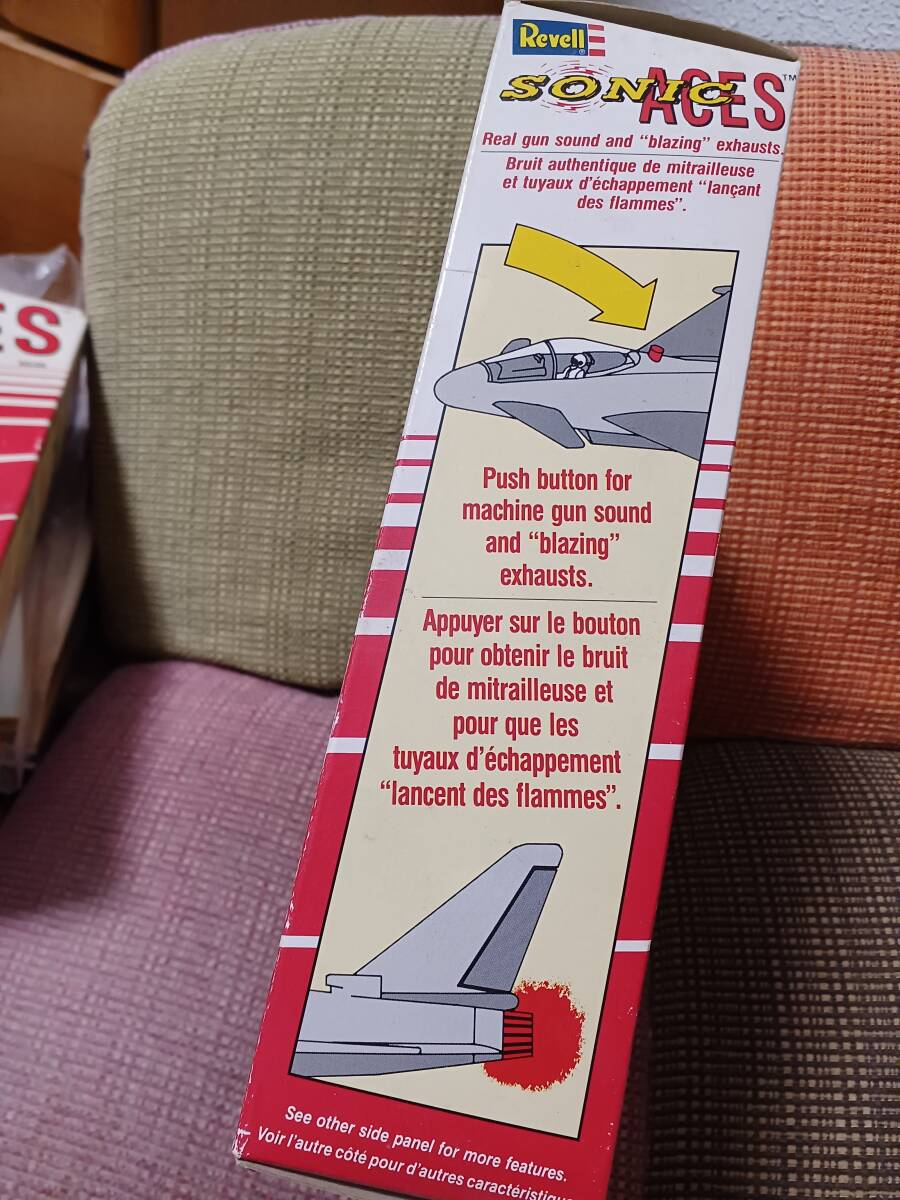 Revell
SONIC ACES™
Real gun sound and “blazing” exhausts.
Bruit authentique de mitrailleuse
et tuyaux d’échappement “lançant
des flammes”.
Push button for
machine gun sound
and “blazing”
exhausts.
Appuyer sur le bouton
pour obtenir le bruit
de mitrailleuse et
pour que les
tuyaux d’échappement
“lancent des flammes”.
See other side panel for more features.
Voir l’autre côté pour d’autres
ES